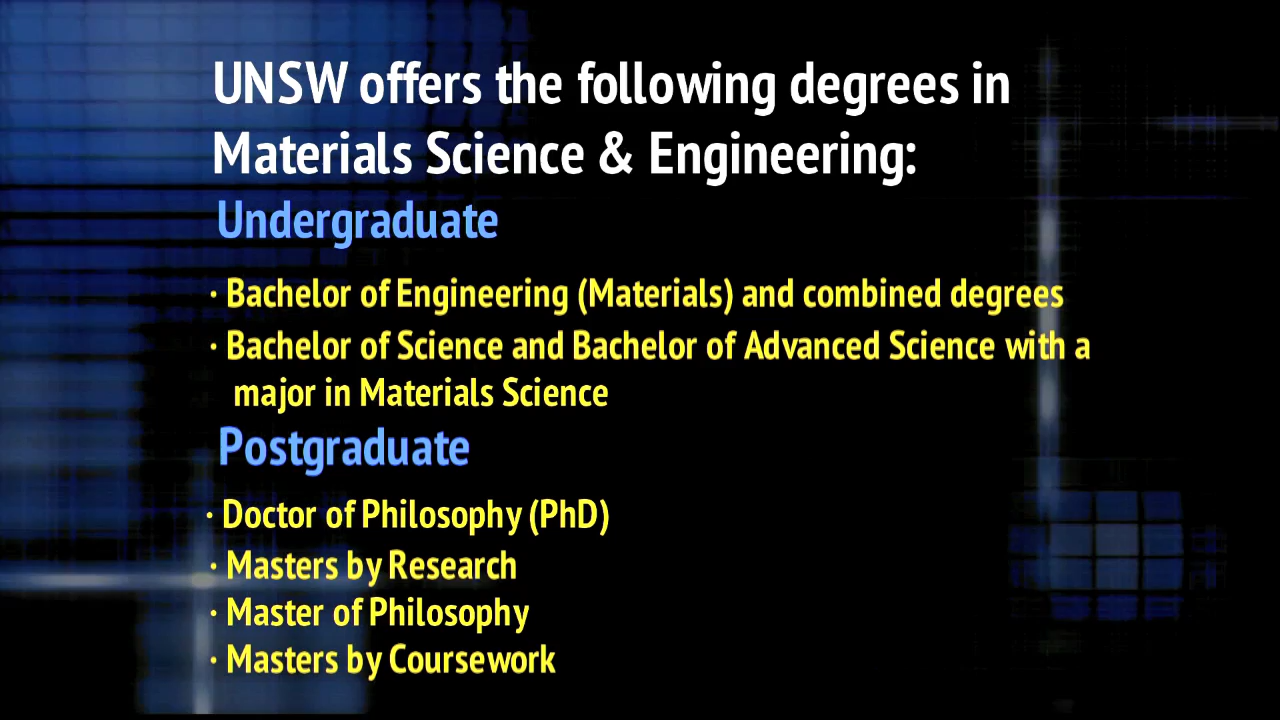 UNSW offers the following degrees in
Materials Science & Engineering:
Undergraduate
· Bachelor of Engineering (Materials) and combined degrees
· Bachelor of Science and Bachelor of Advanced Science with a
major in Materials Science
Postgraduate
· Doctor of Philosophy (PhD)
· Masters by Research
· Master of Philosophy
· Masters by Coursework